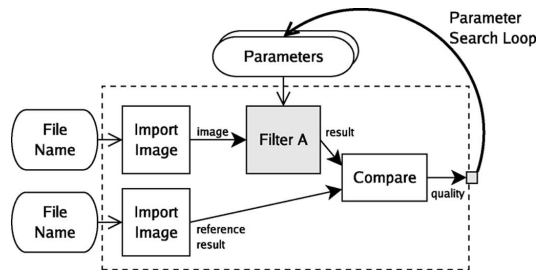 Parameter
Search Loop
Parameters
File
Name
Import
Image
image
Filter A
result
Compare
quality
File
Name
Import
Image
reference
result